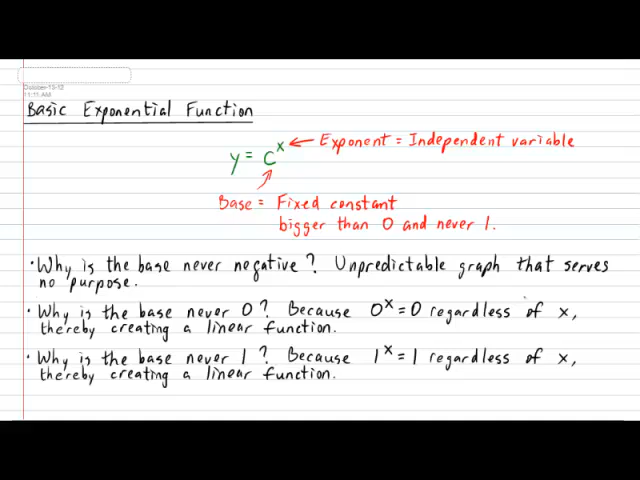 October-15-12
11:11 AM
Basic Exponential Function
y = C^x ← Exponent = Independent variable
Base = Fixed constant
bigger than 0 and never 1.
· Why is the base never negative? Unpredictable graph that serves
no purpose.
· Why is the base never 0? Because 0^x = 0 regardless of x,
thereby creating a linear function.
· Why is the base never 1? Because 1^x = 1 regardless of x,
thereby creating a linear function.